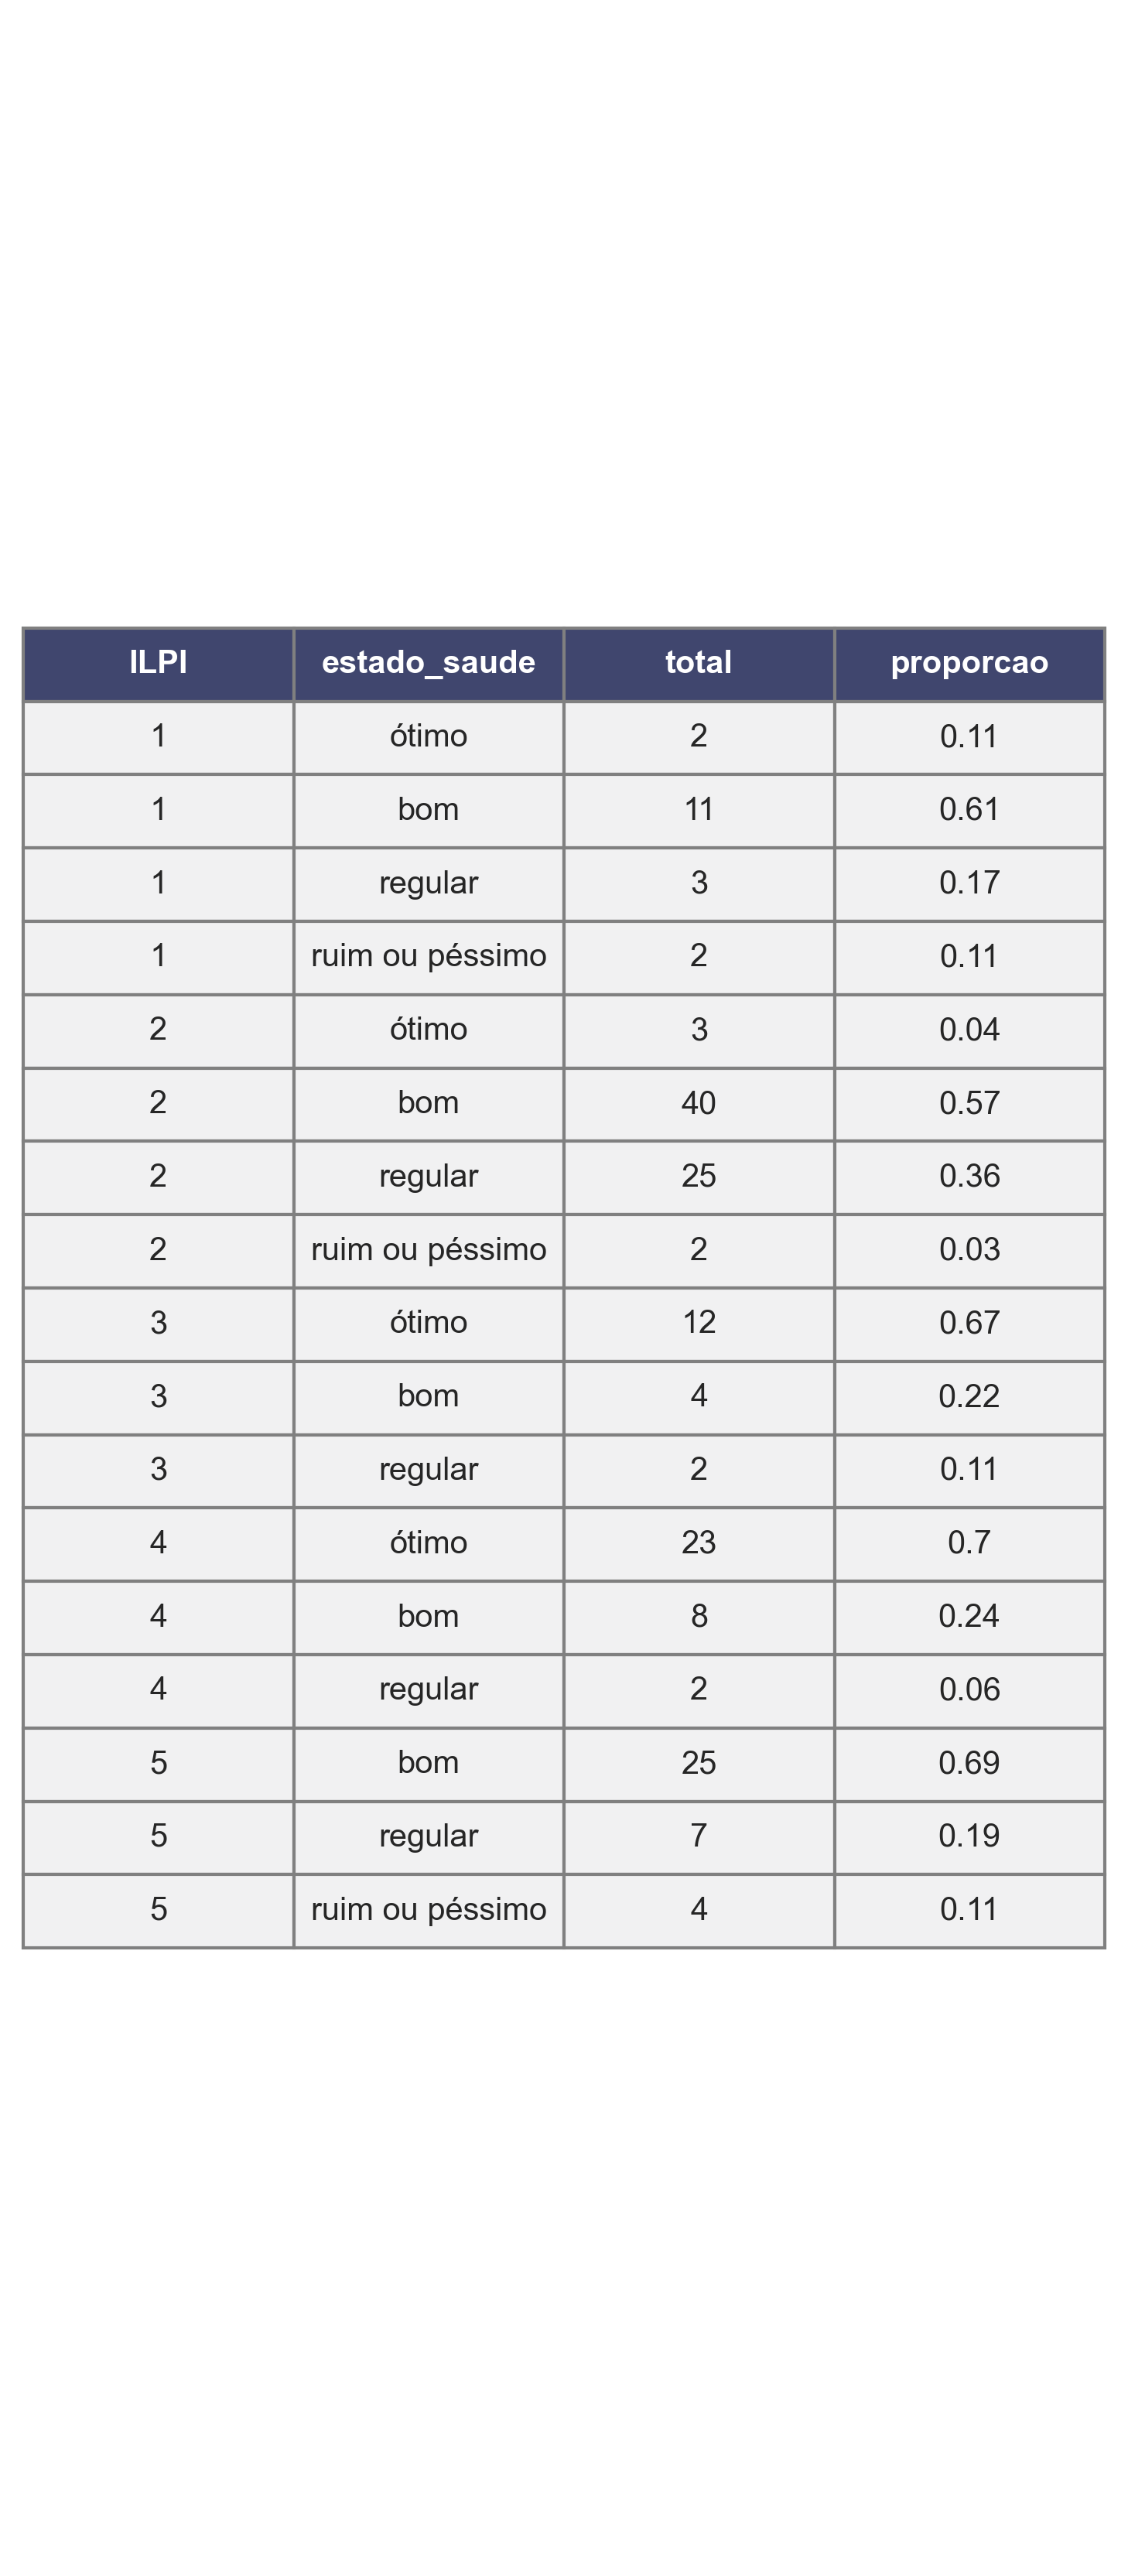 ILPI estado_saude total proporcao
1 ótimo 2 0.11
1 bom 11 0.61
1 regular 3 0.17
1 ruim ou péssimo 2 0.11
2 ótimo 3 0.04
2 bom 40 0.57
2 regular 25 0.36
2 ruim ou péssimo 2 0.03
3 ótimo 12 0.67
3 bom 4 0.22
3 regular 2 0.11
4 ótimo 23 0.7
4 bom 8 0.24
4 regular 2 0.06
5 bom 25 0.69
5 regular 7 0.19
5 ruim ou péssimo 4 0.11